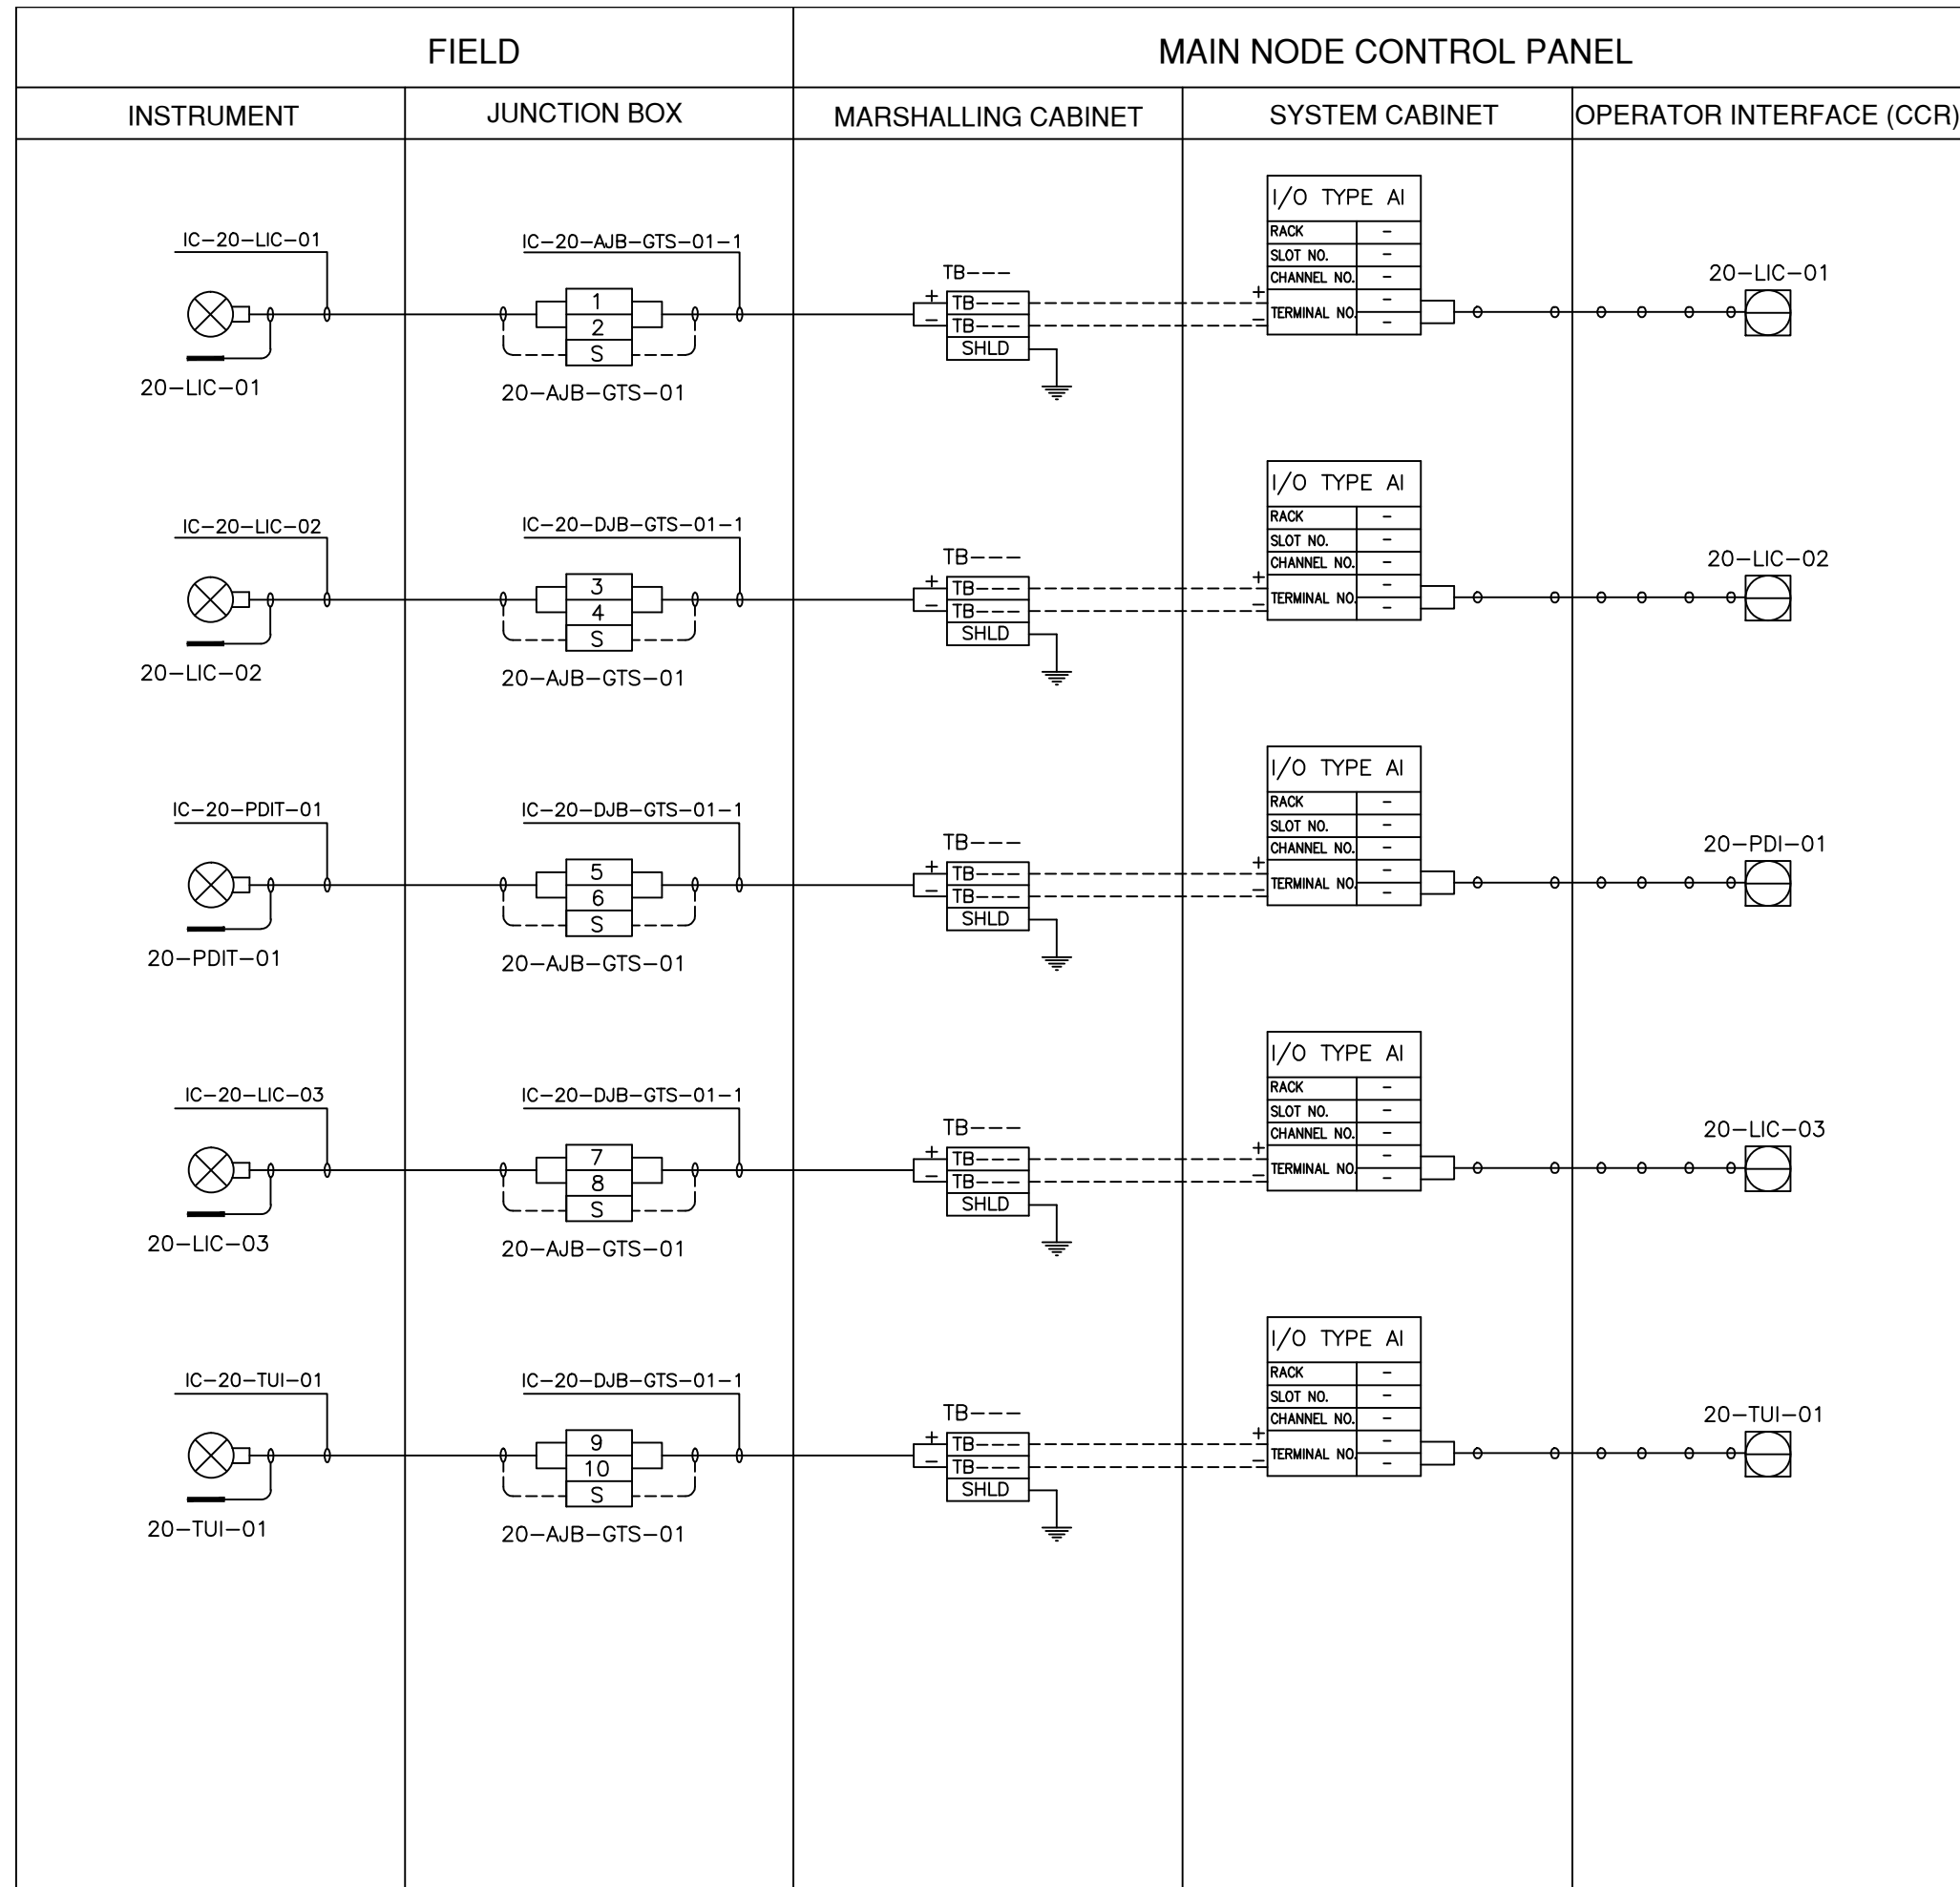 FIELD
MAIN NODE CONTROL PANEL
INSTRUMENT
JUNCTION BOX
MARSHALLING CABINET
SYSTEM CABINET
OPERATOR INTERFACE (CCR)
IC-20-LIC-01
20-LIC-01
IC-20-AJB-GTS-01-1
1
2
S
20-AJB-GTS-01
TB---
+ TB---
- TB---
SHLD
I/O TYPE AI
RACK -
SLOT NO. -
CHANNEL NO. -
+
-
TERMINAL NO. -
-
20-LIC-01
IC-20-LIC-02
20-LIC-02
IC-20-DJB-GTS-01-1
3
4
S
20-AJB-GTS-01
TB---
+ TB---
- TB---
SHLD
I/O TYPE AI
RACK -
SLOT NO. -
CHANNEL NO. -
+
-
TERMINAL NO. -
-
20-LIC-02
IC-20-PDIT-01
20-PDIT-01
IC-20-DJB-GTS-01-1
5
6
S
20-AJB-GTS-01
TB---
+ TB---
- TB---
SHLD
I/O TYPE AI
RACK -
SLOT NO. -
CHANNEL NO. -
+
-
TERMINAL NO. -
-
20-PDI-01
IC-20-LIC-03
20-LIC-03
IC-20-DJB-GTS-01-1
7
8
S
20-AJB-GTS-01
TB---
+ TB---
- TB---
SHLD
I/O TYPE AI
RACK -
SLOT NO. -
CHANNEL NO. -
+
-
TERMINAL NO. -
-
20-LIC-03
IC-20-TUI-01
20-TUI-01
IC-20-DJB-GTS-01-1
9
10
S
20-AJB-GTS-01
TB---
+ TB---
- TB---
SHLD
I/O TYPE AI
RACK -
SLOT NO. -
CHANNEL NO. -
+
-
TERMINAL NO. -
-
20-TUI-01